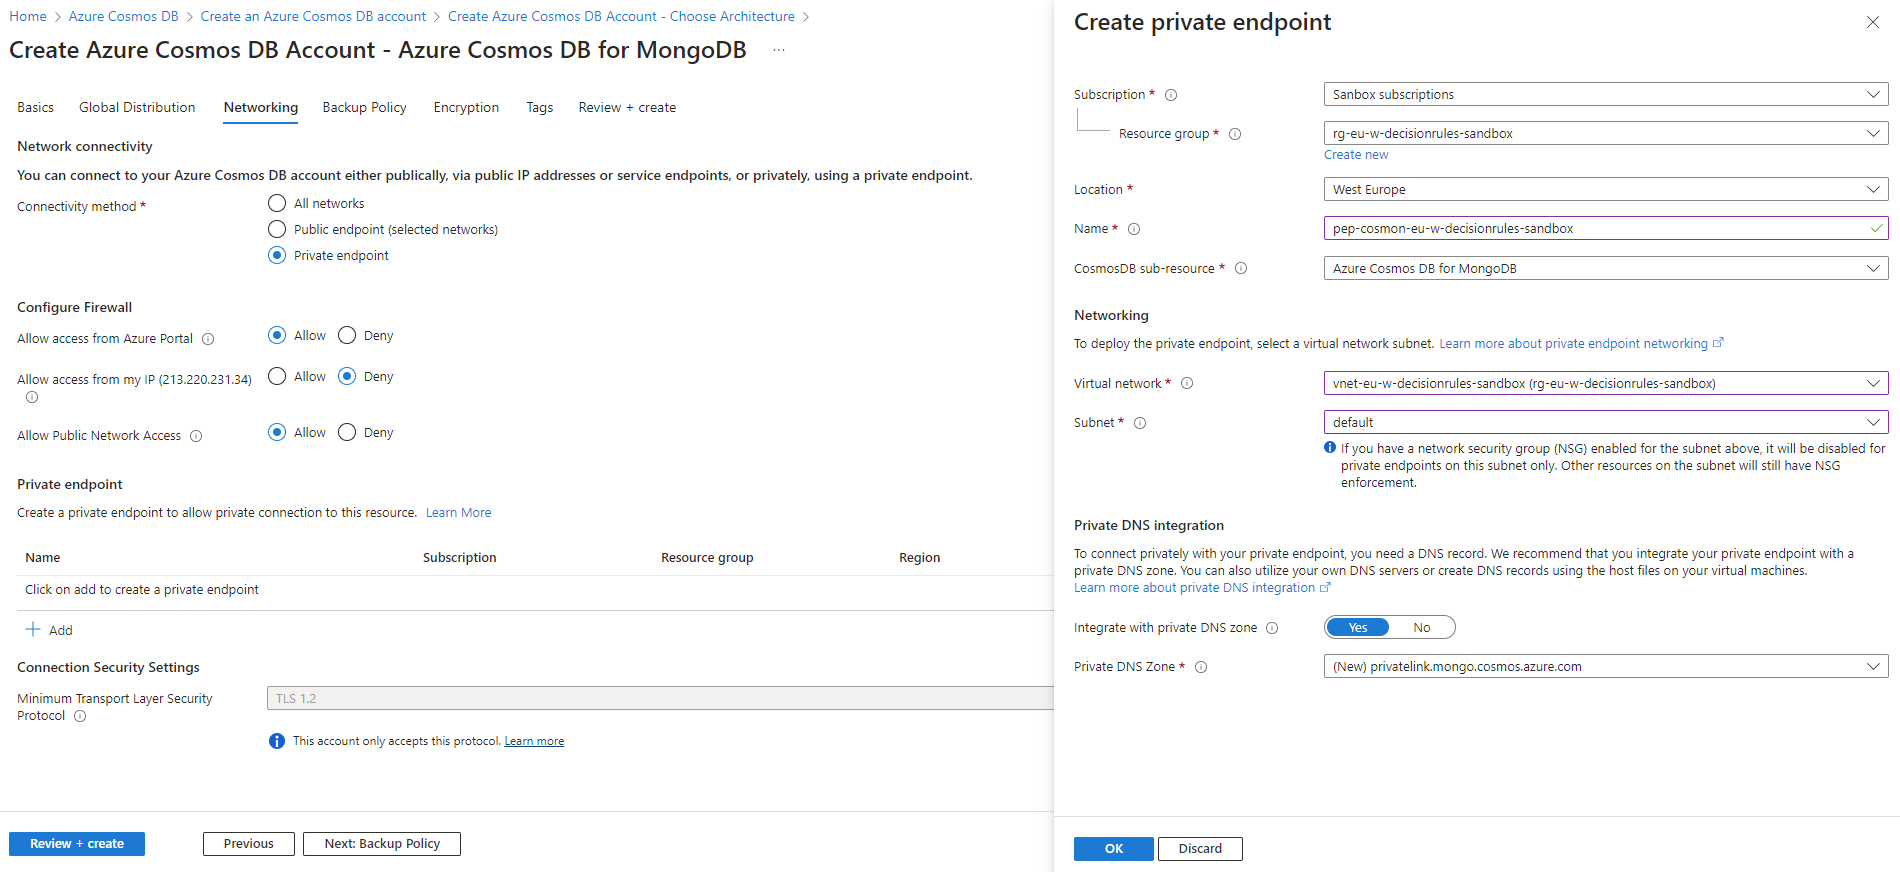 Home > Azure Cosmos DB > Create an Azure Cosmos DB account > Create Azure Cosmos DB Account - Choose Architecture >
Create Azure Cosmos DB Account - Azure Cosmos DB for MongoDB ...
Basics Global Distribution Networking Backup Policy Encryption Tags Review + create
Network connectivity
You can connect to your Azure Cosmos DB account either publically, via public IP addresses or service endpoints, or privately, using a private endpoint.
Connectivity method *
All networks
Public endpoint (selected networks)
Private endpoint
Configure Firewall
Allow access from Azure Portal Allow Deny
Allow access from my IP (213.220.231.34) Allow Deny
Allow Public Network Access Allow Deny
Private endpoint
Create a private endpoint to allow private connection to this resource. Learn More
Name Subscription Resource group Region
Click on add to create a private endpoint
+ Add
Connection Security Settings
Minimum Transport Layer Security
Protocol
TLS 1.2
This account only accepts this protocol. Learn more
Review + create Previous Next: Backup Policy
Create private endpoint
Subscription * Sanbox subscriptions
Resource group * rg-eu-w-decisionrules-sandbox
Create new
Location * West Europe
Name * pep-cosmon-eu-w-decisionrules-sandbox
CosmosDB sub-resource * Azure Cosmos DB for MongoDB
Networking
To deploy the private endpoint, select a virtual network subnet. Learn more about private endpoint networking
Virtual network * vnet-eu-w-decisionrules-sandbox (rg-eu-w-decisionrules-sandbox)
Subnet * default
If you have a network security group (NSG) enabled for the subnet above, it will be disabled for
private endpoints on this subnet only. Other resources on the subnet will still have NSG
enforcement.
Private DNS integration
To connect privately with your private endpoint, you need a DNS record. We recommend that you integrate your private endpoint with a
private DNS zone. You can also utilize your own DNS servers or create DNS records using the host files on your virtual machines.
Learn more about private DNS integration
Integrate with private DNS zone Yes No
Private DNS Zone * (New) privatelink.mongo.cosmos.azure.com
OK Discard